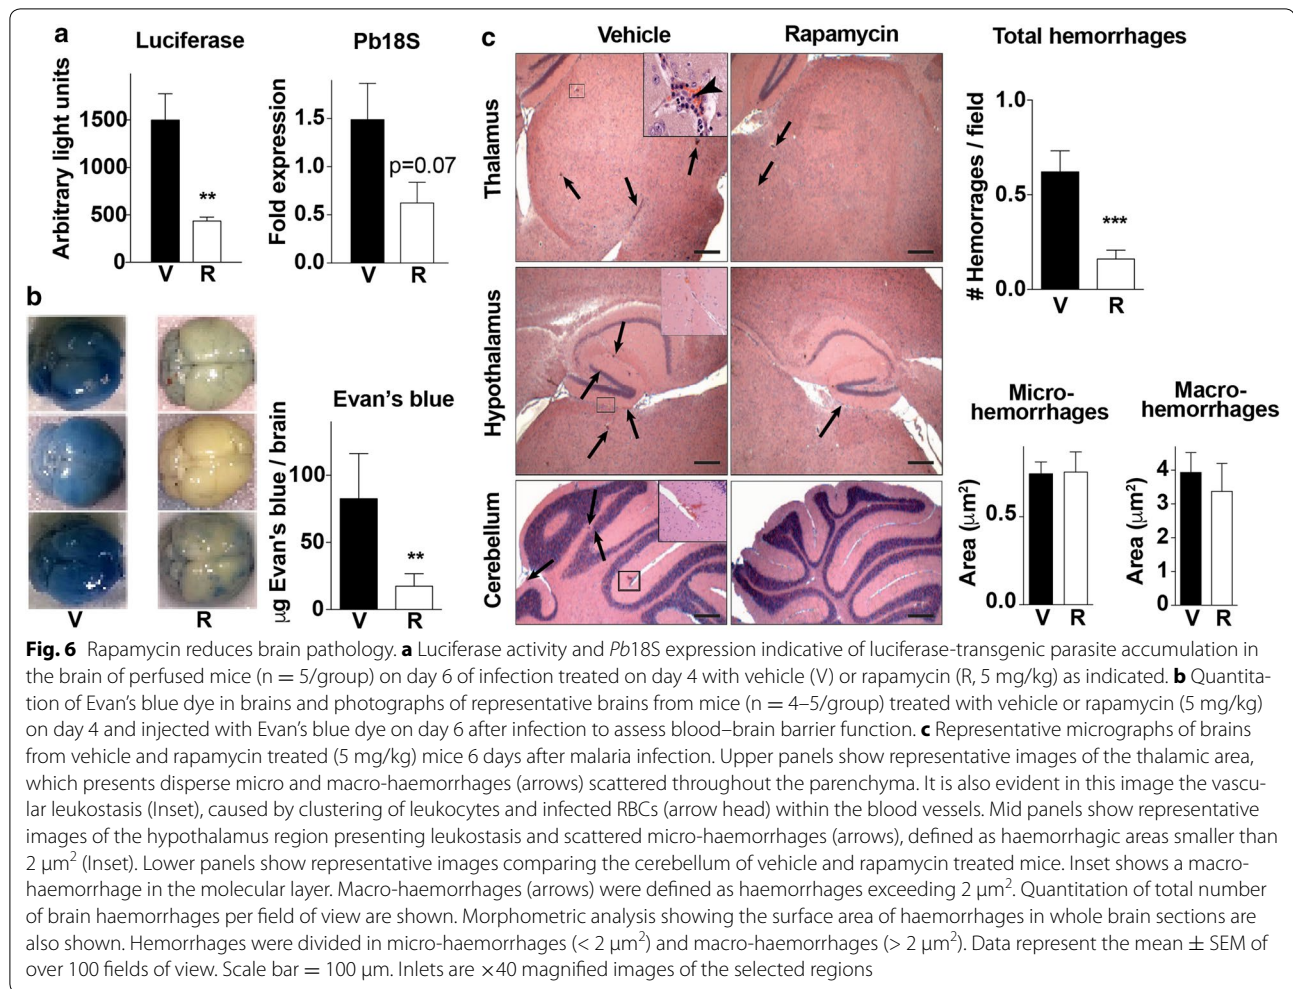 a
Luciferase
Arbitrary light units
1500
1000
500
0
**
V
R
Pb18S
Fold expression
1.5
1.0
0.5
0.0
p=0.07
V
R
b
V
R
Evan's blue
µg Evan's blue / brain
100
50
0
**
V
R
c
Vehicle
Rapamycin
Thalamus
Hypothalamus
Cerebellum
Total hemorrhages
# Hemorrages / field
1.0
0.5
0.0
***
V
R
Micro-
hemorrhages
Area (µm²)
0.5
0.0
V
R
Macro-
hemorrhages
Area (µm²)
4
3
2
1
0
V
R
Fig. 6 Rapamycin reduces brain pathology. a Luciferase activity and Pb18S expression indicative of luciferase-transgenic parasite accumulation in
the brain of perfused mice (n = 5/group) on day 6 of infection treated on day 4 with vehicle (V) or rapamycin (R, 5 mg/kg) as indicated. b Quantita-
tion of Evan's blue dye in brains and photographs of representative brains from mice (n = 4–5/group) treated with vehicle or rapamycin (5 mg/kg)
on day 4 and injected with Evan's blue dye on day 6 after infection to assess blood–brain barrier function. c Representative micrographs of brains
from vehicle and rapamycin treated (5 mg/kg) mice 6 days after malaria infection. Upper panels show representative images of the thalamic area,
which presents disperse micro and macro-haemorrhages (arrows) scattered throughout the parenchyma. It is also evident in this image the vascu-
lar leukostasis (Inset), caused by clustering of leukocytes and infected RBCs (arrow head) within the blood vessels. Mid panels show representative
images of the hypothalamus region presenting leukostasis and scattered micro-haemorrhages (arrows), defined as haemorrhagic areas smaller than
2 µm² (Inset). Lower panels show representative images comparing the cerebellum of vehicle and rapamycin treated mice. Inset shows a macro-
haemorrhage in the molecular layer. Macro-haemorrhages (arrows) were defined as haemorrhages exceeding 2 µm². Quantitation of total number
of brain haemorrhages per field of view are shown. Morphometric analysis showing the surface area of haemorrhages in whole brain sections are
also shown. Hemorrhages were divided in micro-haemorrhages (< 2 µm²) and macro-haemorrhages (> 2 µm²). Data represent the mean ± SEM of
over 100 fields of view. Scale bar = 100 µm. Inlets are ×40 magnified images of the selected regions